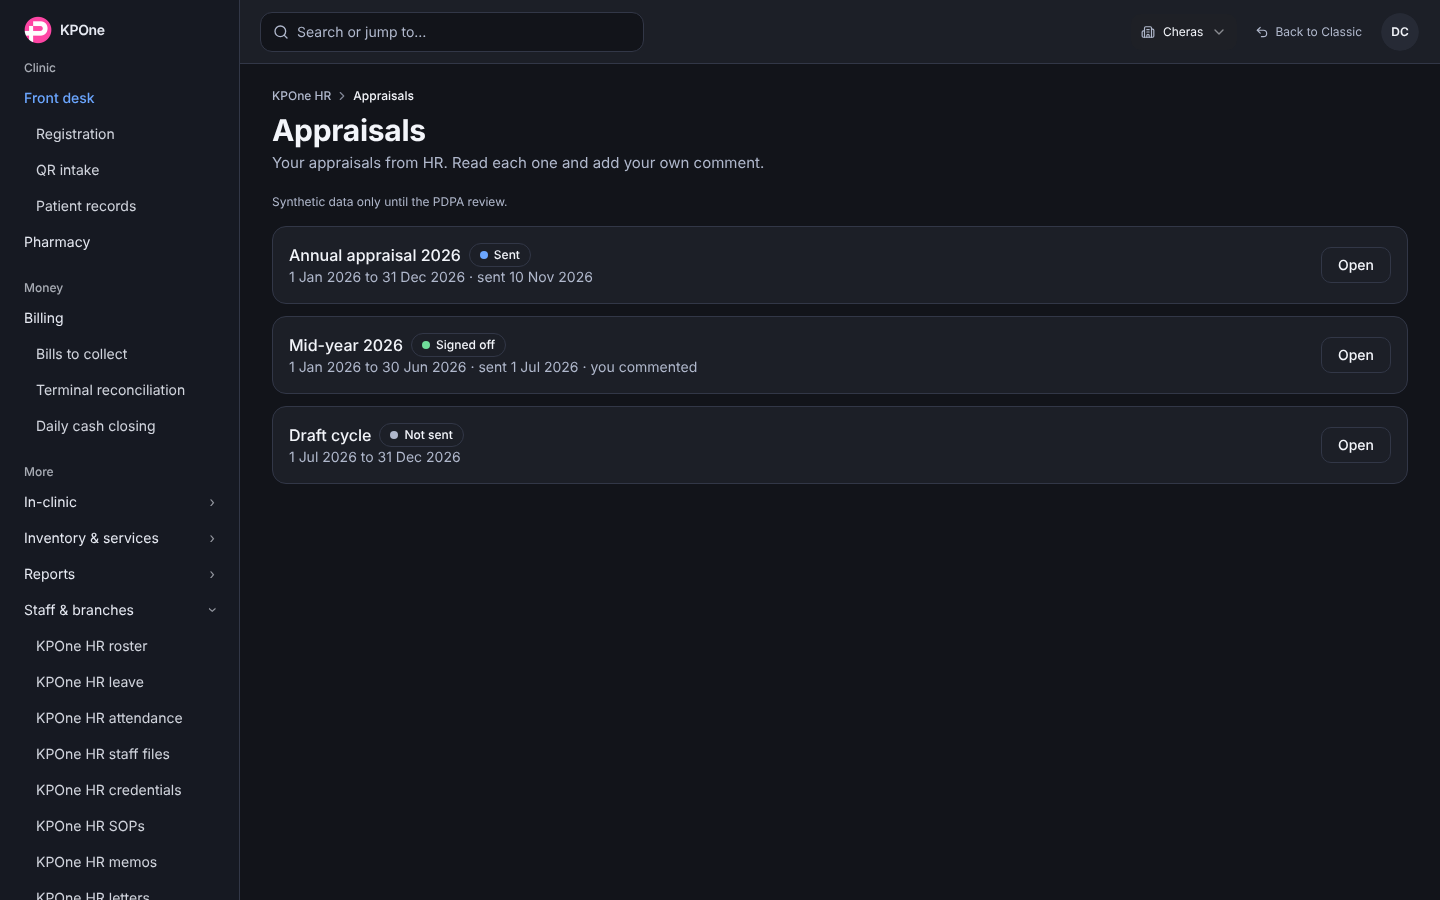 KPOne
Search or jump to...
Cheras
Back to Classic
DC
Clinic
Front desk
Registration
QR intake
Patient records
Pharmacy
Money
Billing
Bills to collect
Terminal reconciliation
Daily cash closing
More
In-clinic
Inventory & services
Reports
Staff & branches
KPOne HR roster
KPOne HR leave
KPOne HR attendance
KPOne HR staff files
KPOne HR credentials
KPOne HR SOPs
KPOne HR memos
KPOne HR letters
KPOne HR > Appraisals
Appraisals
Your appraisals from HR. Read each one and add your own comment.
Synthetic data only until the PDPA review.
Annual appraisal 2026 Sent
1 Jan 2026 to 31 Dec 2026 · sent 10 Nov 2026
Open
Mid-year 2026 Signed off
1 Jan 2026 to 30 Jun 2026 · sent 1 Jul 2026 · you commented
Open
Draft cycle Not sent
1 Jul 2026 to 31 Dec 2026
Open